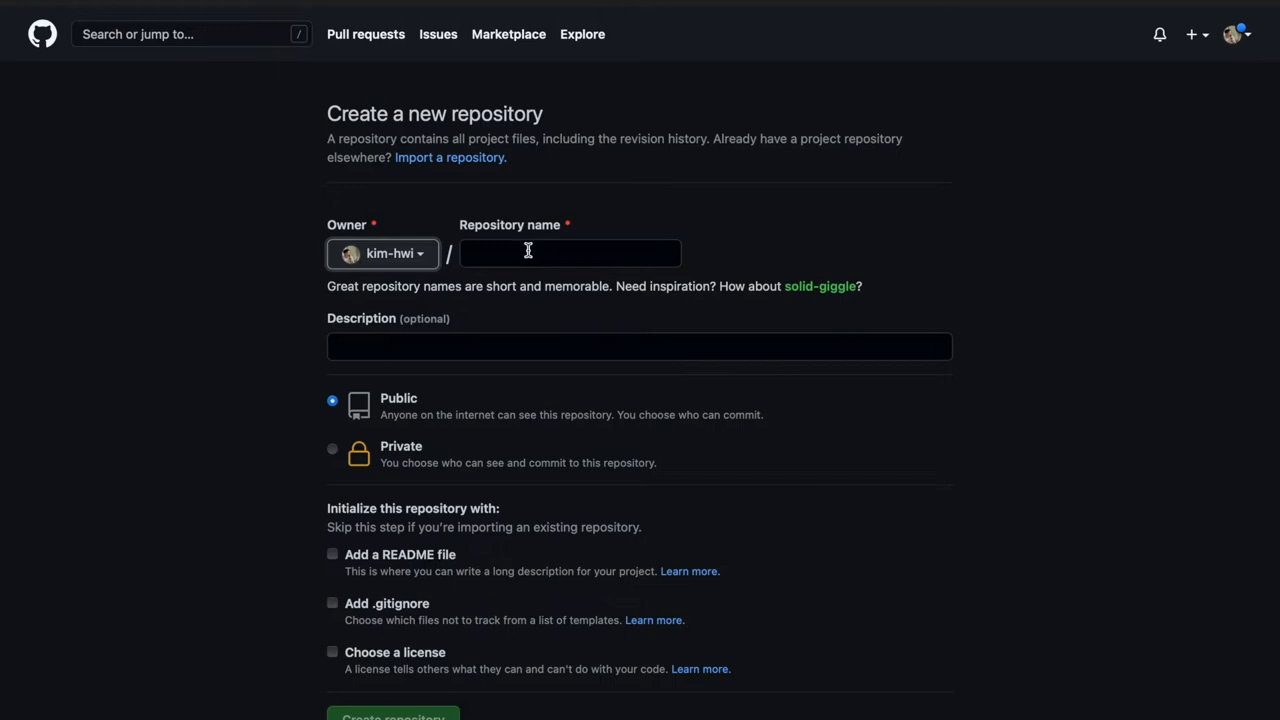 Search or jump to... /
Pull requests
Issues
Marketplace
Explore
Create a new repository
A repository contains all project files, including the revision history. Already have a project repository
elsewhere? Import a repository.
Owner *
Repository name *
kim-hwi
/
Great repository names are short and memorable. Need inspiration? How about solid-giggle?
Description (optional)
Public
Anyone on the internet can see this repository. You choose who can commit.
Private
You choose who can see and commit to this repository.
Initialize this repository with:
Skip this step if you're importing an existing repository.
Add a README file
This is where you can write a long description for your project. Learn more.
Add .gitignore
Choose which files not to track from a list of templates. Learn more.
Choose a license
A license tells others what they can and can't do with your code. Learn more.
Create repository